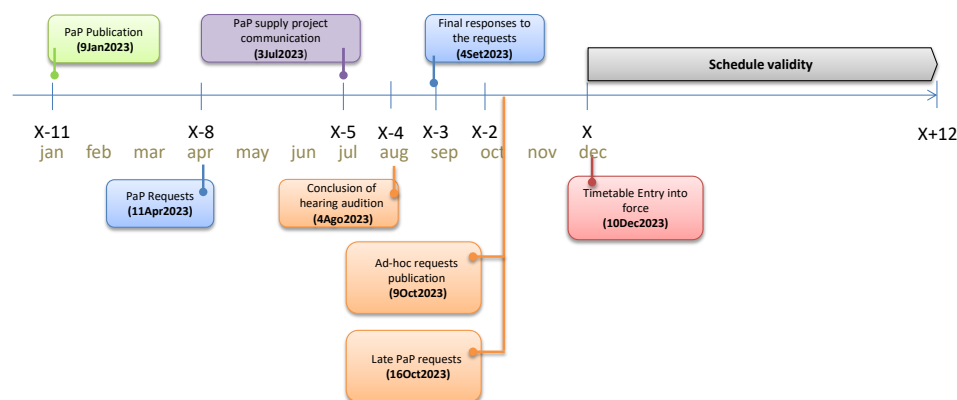 PaP Publication
(9Jan2023)
PaP supply project
communication
(3Jul2023)
Final responses to
the requests
(4Set2023)
Schedule validity
X-11
X-8
X-5
X-4
X-3
X-2
X
X+12
jan
feb
mar
apr
may
jun
jul
aug
sep
oct
nov
dec
PaP Requests
(11Apr2023)
Conclusion of
hearing audition
(4Ago2023)
Timetable Entry into
force
(10Dec2023)
Ad-hoc requests
publication
(9Oct2023)
Late PaP requests
(16Oct2023)